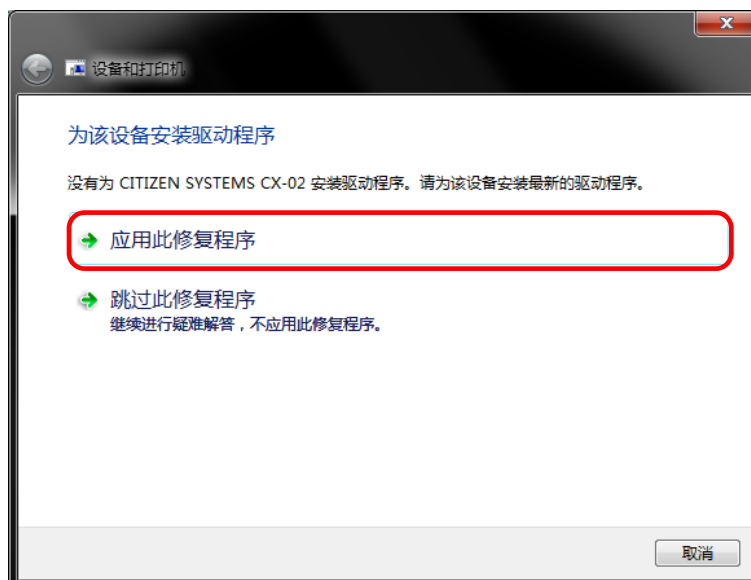 设备和打印机
为该设备安装驱动程序
没有为 CITIZEN SYSTEMS CX-02 安装驱动程序。请为该设备安装最新的驱动程序。
应用此修复程序
跳过此修复程序
继续进行疑难解答，不应用此修复程序。
取消